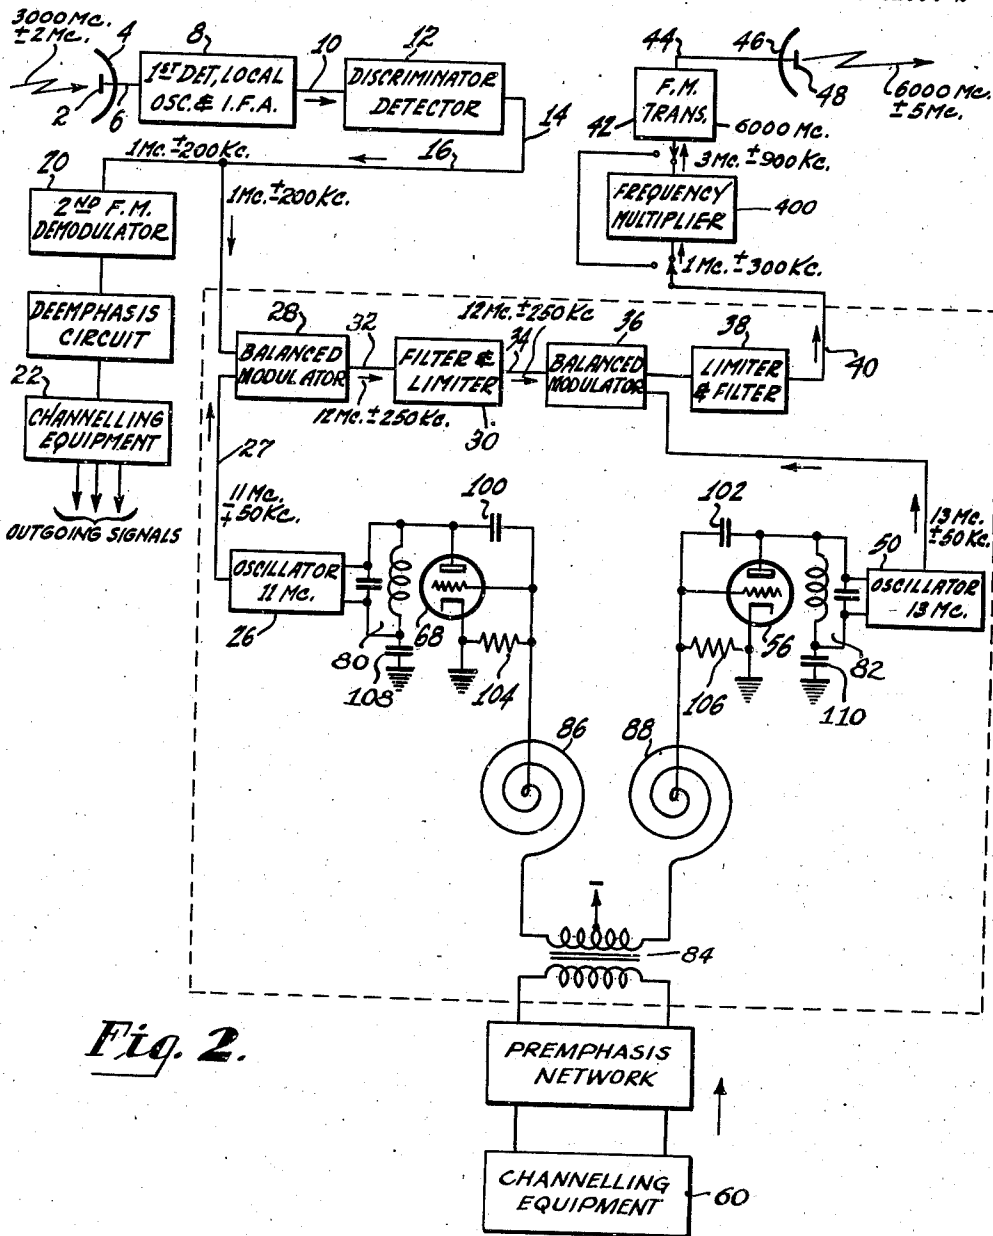 3000 Mc.
±2 Mc.
4
2
6
8
1ST DET, LOCAL
OSC. & I.F.A.
10
12
DISCRIMINATOR
DETECTOR
14
16
44
46
48
6000 Mc.
±5 Mc.
F. M.
TRANS.
42
6000 Mc.
3 Mc. ±900 Kc.
FREQUENCY
MULTIPLIER
400
1 Mc. ±300 Kc.
1 Mc. ±200 Kc.
20
2ND F. M.
DEMODULATOR
1 Mc. ±200 Kc.
DEEMPHASIS
CIRCUIT
22
CHANNELLING
EQUIPMENT
OUTGOING SIGNALS
28
BALANCED
MODULATOR
32
12 Mc. ±250 Kc.
FILTER &
LIMITER
30
12 Mc. ±250 Kc
34
36
BALANCED
MODULATOR
38
LIMITER
& FILTER
40
27
11 Mc.
∓50 Kc.
OSCILLATOR
11 Mc.
26
80
108
68
100
104
102
56
106
82
110
13 Mc.
±50 Kc.
50
OSCILLATOR
13 Mc.
86
88
84
Fig. 2.
PREMPHASIS
NETWORK
CHANNELLING
EQUIPMENT
60